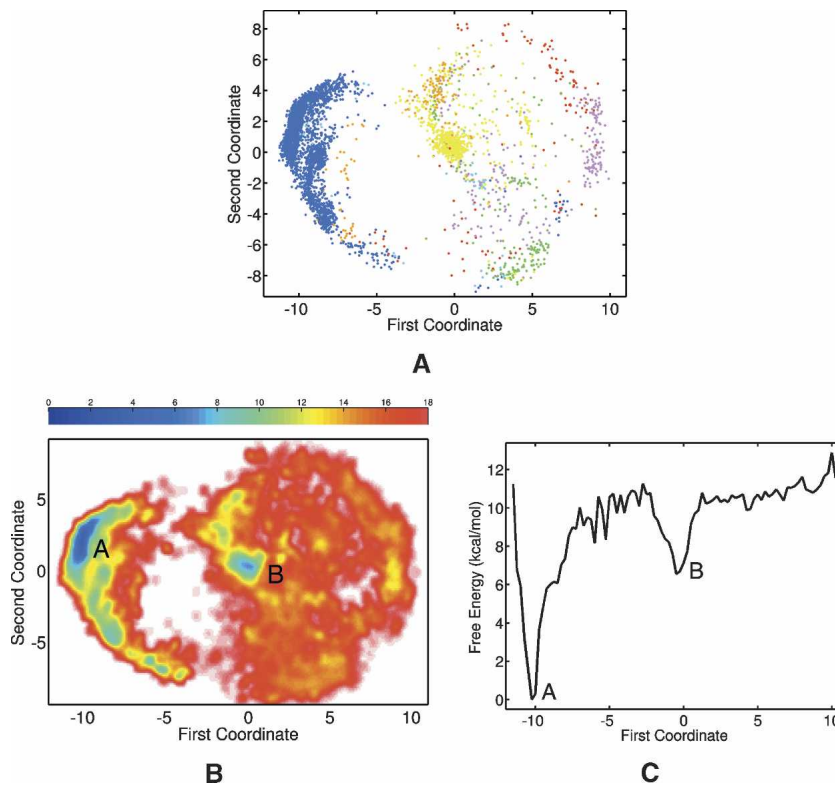 8
6
4
2
0
-2
-4
-6
-8
Second Coordinate
-10 -5 0 5 10
First Coordinate
A
0 2 4 6 8 10 12 14 16 18
5
0
-5
Second Coordinate
A
B
-10 -5 0 5 10
First Coordinate
B
12
10
8
6
4
2
0
Free Energy (kcal/mol)
B
A
-10 -5 0 5 10
First Coordinate
C